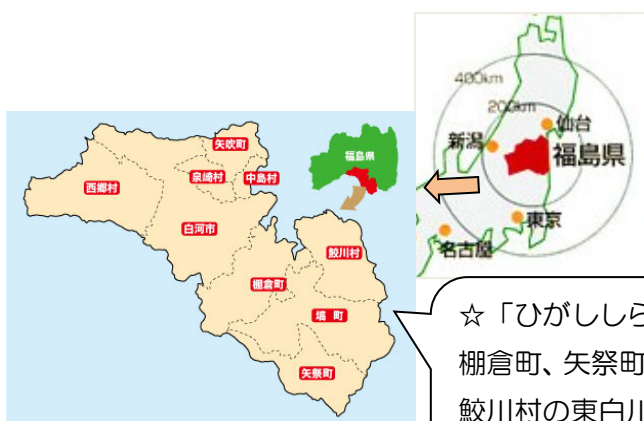 400km
200km
仙台
新潟
福島県
東京
名古屋
矢吹町
福島県
泉崎村
中島村
西郷村
白河市
鮫川村
棚倉町
塙 町
矢祭町
☆「ひがししら
棚倉町、矢祭町
鮫川村の東白川